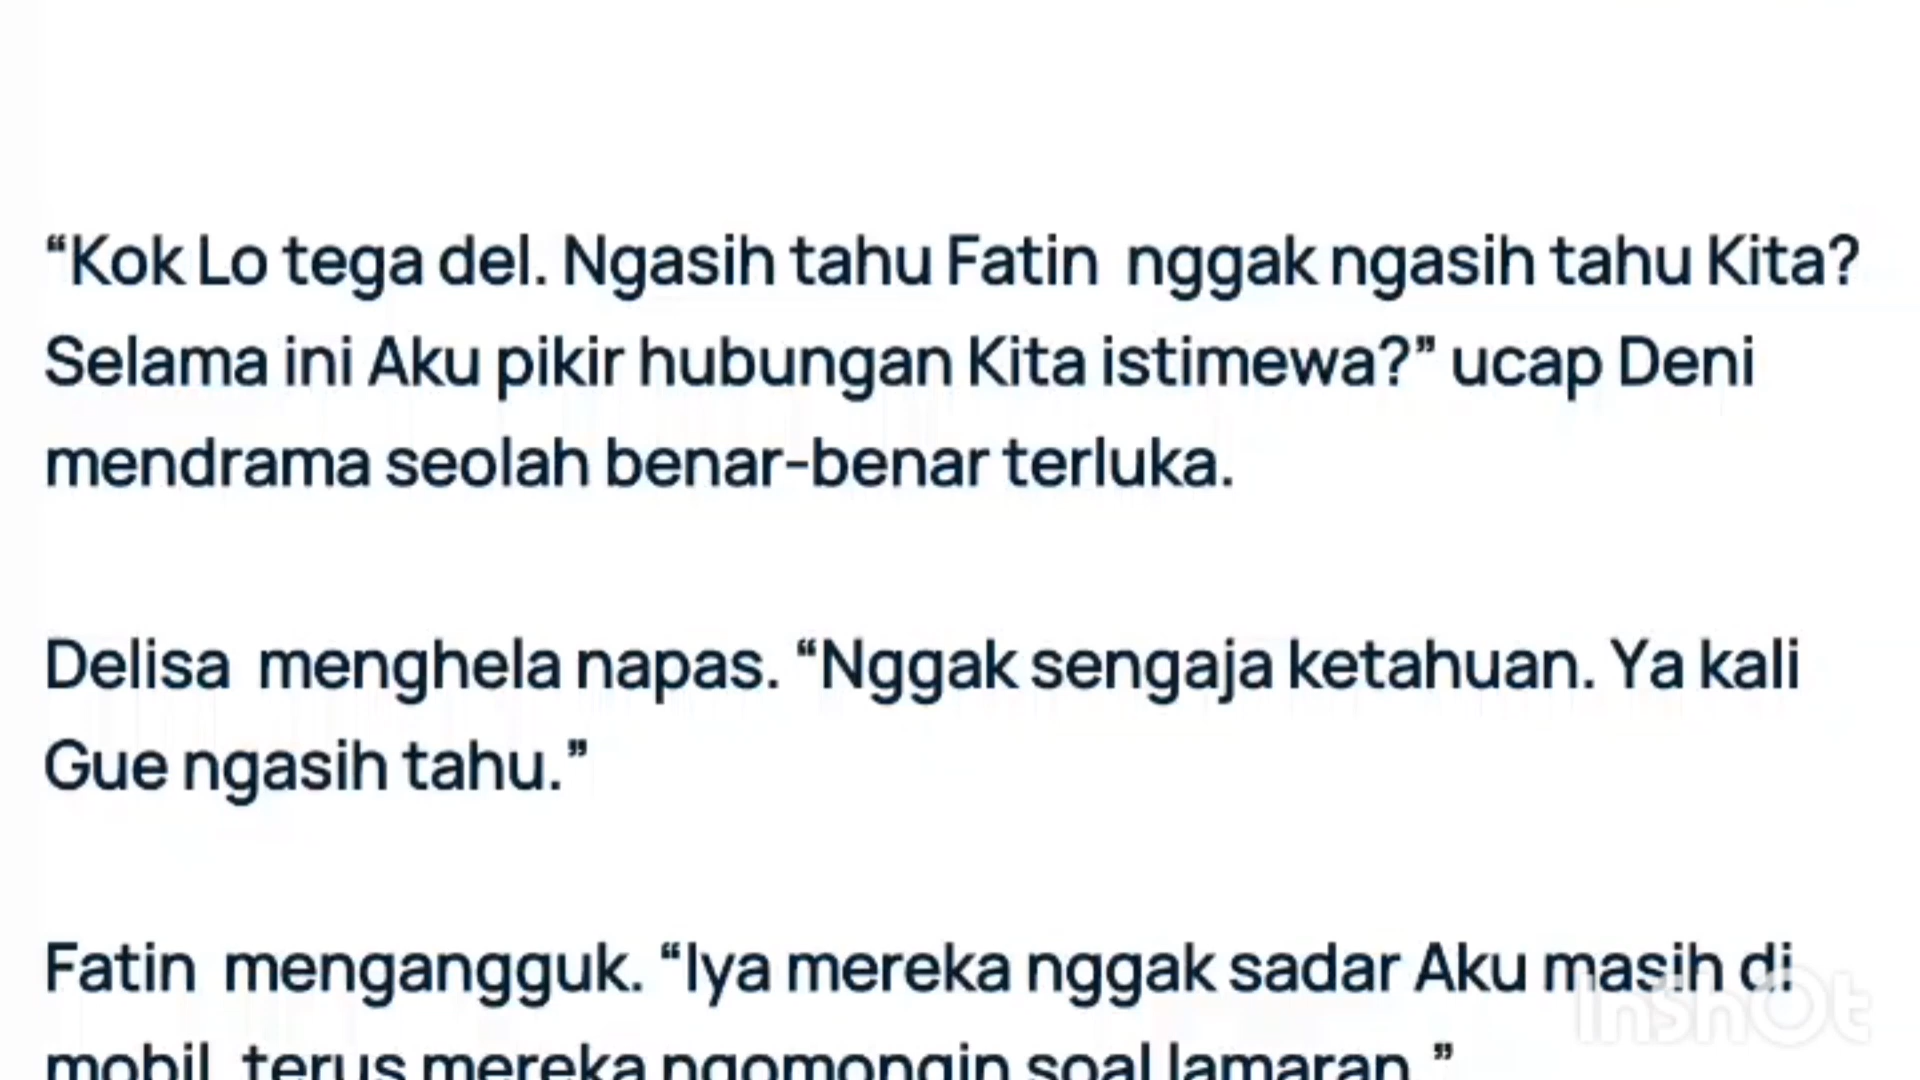 “Kok Lo tega del. Ngasih tahu Fatin nggak ngasih tahu Kita?
Selama ini Aku pikir hubungan Kita istimewa?” ucap Deni
mendrama seolah benar-benar terluka.
Delisa menghela napas. “Nggak sengaja ketahuan. Ya kali
Gue ngasih tahu.”
Fatin mengangguk. “Iya mereka nggak sadar Aku masih di
mobil terus mereka ngomongin soal lamaran.”
InShOt